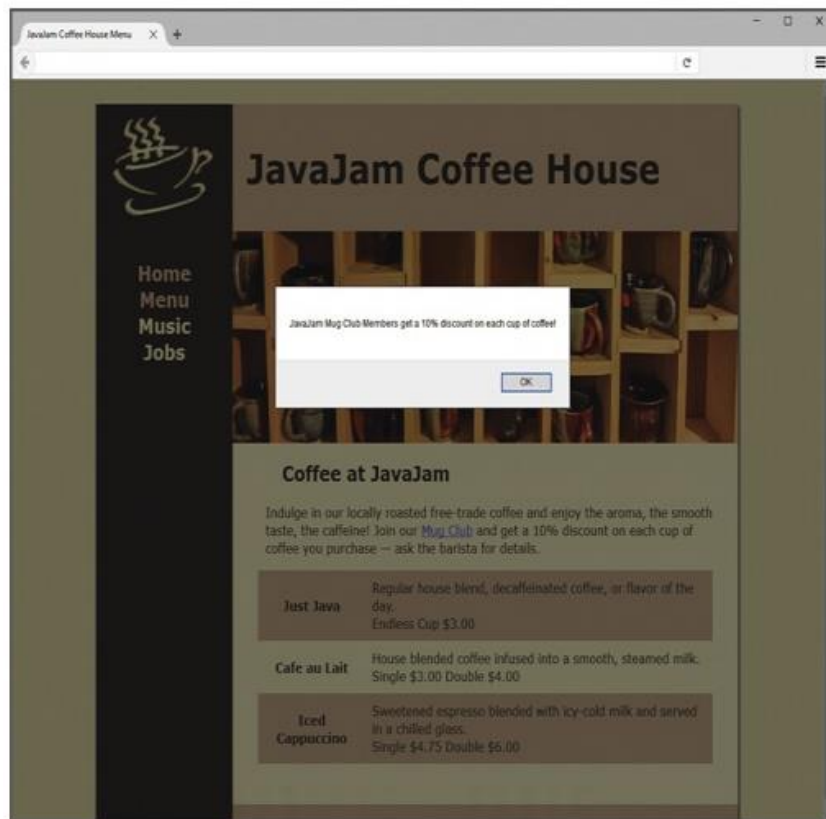 JavaJam Coffee House Menu
JavaJam Coffee House
Home
Menu
Music
Jobs
JavaJam Mug Club Members get a 10% discount on each cup of coffee!
OK
Coffee at JavaJam
Indulge in our locally roasted free-trade coffee and enjoy the aroma, the smooth
taste, the caffeine! Join our Mug Club and get a 10% discount on each cup of
coffee you purchase — ask the barista for details.
Just Java
Regular house blend, decaffeinated coffee, or flavor of the
day.
Endless Cup $3.00
Cafe au Lait
House blended coffee infused into a smooth, steamed milk.
Single $3.00 Double $4.00
Iced
Cappuccino
Sweetened espresso blended with icy-cold milk and served
in a chilled glass.
Single $4.75 Double $6.00